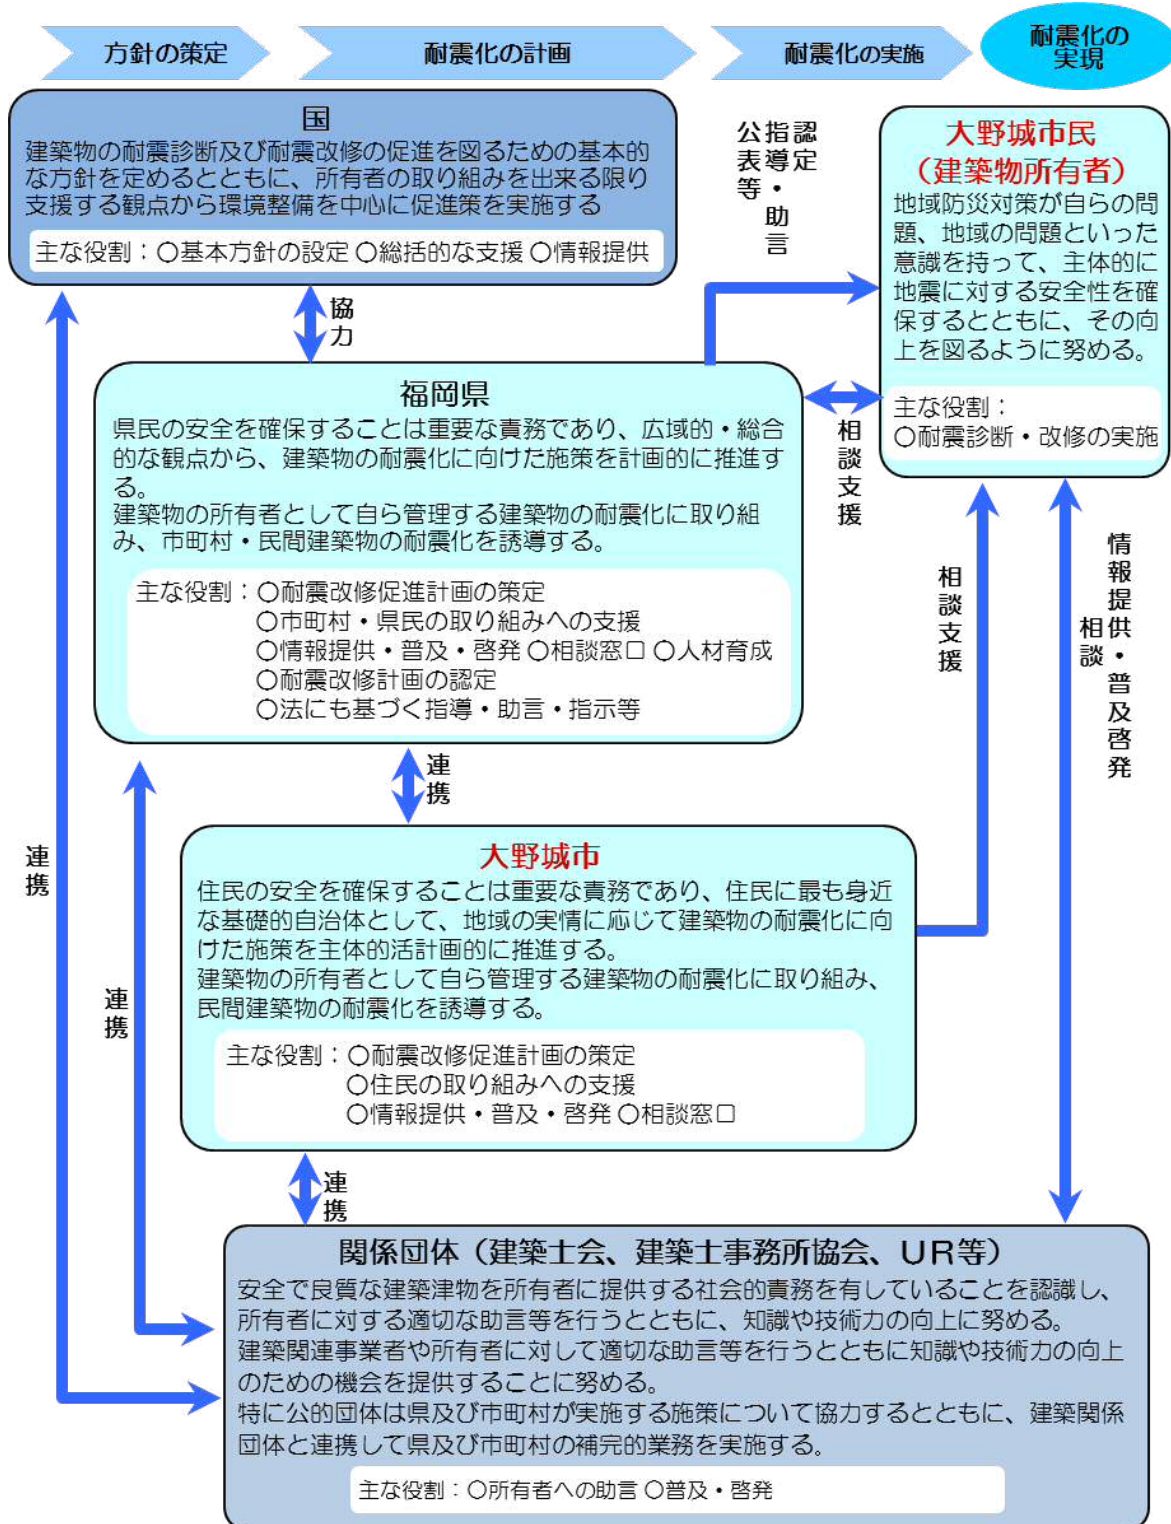 方針の策定
耐震化の計画
耐震化の実施
耐震化の
実現
国
建築物の耐震診断及び耐震改修の促進を図るための基本的
な方針を定めるとともに、所有者の取り組みを出来る限り
支援する観点から環境整備を中心に促進策を実施する
主な役割：○基本方針の設定 ○総括的な支援 ○情報提供
認定
指導・助言
公表等
大野城市民
（建築物所有者）
地域防災対策が自らの問
題、地域の問題といった
意識を持って、主体的に
地震に対する安全性を確
保するとともに、その向
上を図るように努める。
主な役割：
○耐震診断・改修の実施
協力
福岡県
県民の安全を確保することは重要な責務であり、広域的・総合
的な観点から、建築物の耐震化に向けた施策を計画的に推進す
る。
建築物の所有者として自ら管理する建築物の耐震化に取り組
み、市町村・民間建築物の耐震化を誘導する。
主な役割：○耐震改修促進計画の策定
○市町村・県民の取り組みへの支援
○情報提供・普及・啓発 ○相談窓口 ○人材育成
○耐震改修計画の認定
○法にも基づく指導・助言・指示等
相談支援
相談支援
情報提供・普及啓発
相談
連携
連携
連携
大野城市
住民の安全を確保することは重要な責務であり、住民に最も身近
な基礎的自治体として、地域の実情に応じて建築物の耐震化に向
けた施策を主体的活計画的に推進する。
建築物の所有者として自ら管理する建築物の耐震化に取り組み、
民間建築物の耐震化を誘導する。
主な役割：○耐震改修促進計画の策定
○住民の取り組みへの支援
○情報提供・普及・啓発 ○相談窓口
連携
関係団体（建築士会、建築士事務所協会、ＵＲ等）
安全で良質な建築津物を所有者に提供する社会的責務を有していることを認識し、
所有者に対する適切な助言等を行うとともに、知識や技術力の向上に努める。
建築関連事業者や所有者に対して適切な助言等を行うとともに知識や技術力の向上
のための機会を提供することに努める。
特に公的団体は県及び市町村が実施する施策について協力するとともに、建築関係
団体と連携して県及び市町村の補完的業務を実施する。
主な役割：○所有者への助言 ○普及・啓発